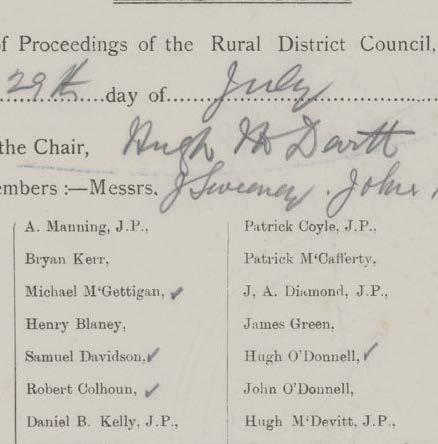 of Proceedings of the Rural District Council,
29th day of July
the Chair, Hugh
embers :—Messrs. J Sweeney. John
A. Manning, J.P.,
Bryan Kerr,
Michael M'Gettigan, ✓
Henry Blaney,
Samuel Davidson, ✓
Robert Colhoun, ✓
Daniel B. Kelly, J.P.,
Patrick Coyle, J.P.,
Patrick M'Cafferty,
J. A. Diamond, J.P.,
James Green,
Hugh O'Donnell, ✓
John O'Donnell,
Hugh M'Devitt, J.P.,